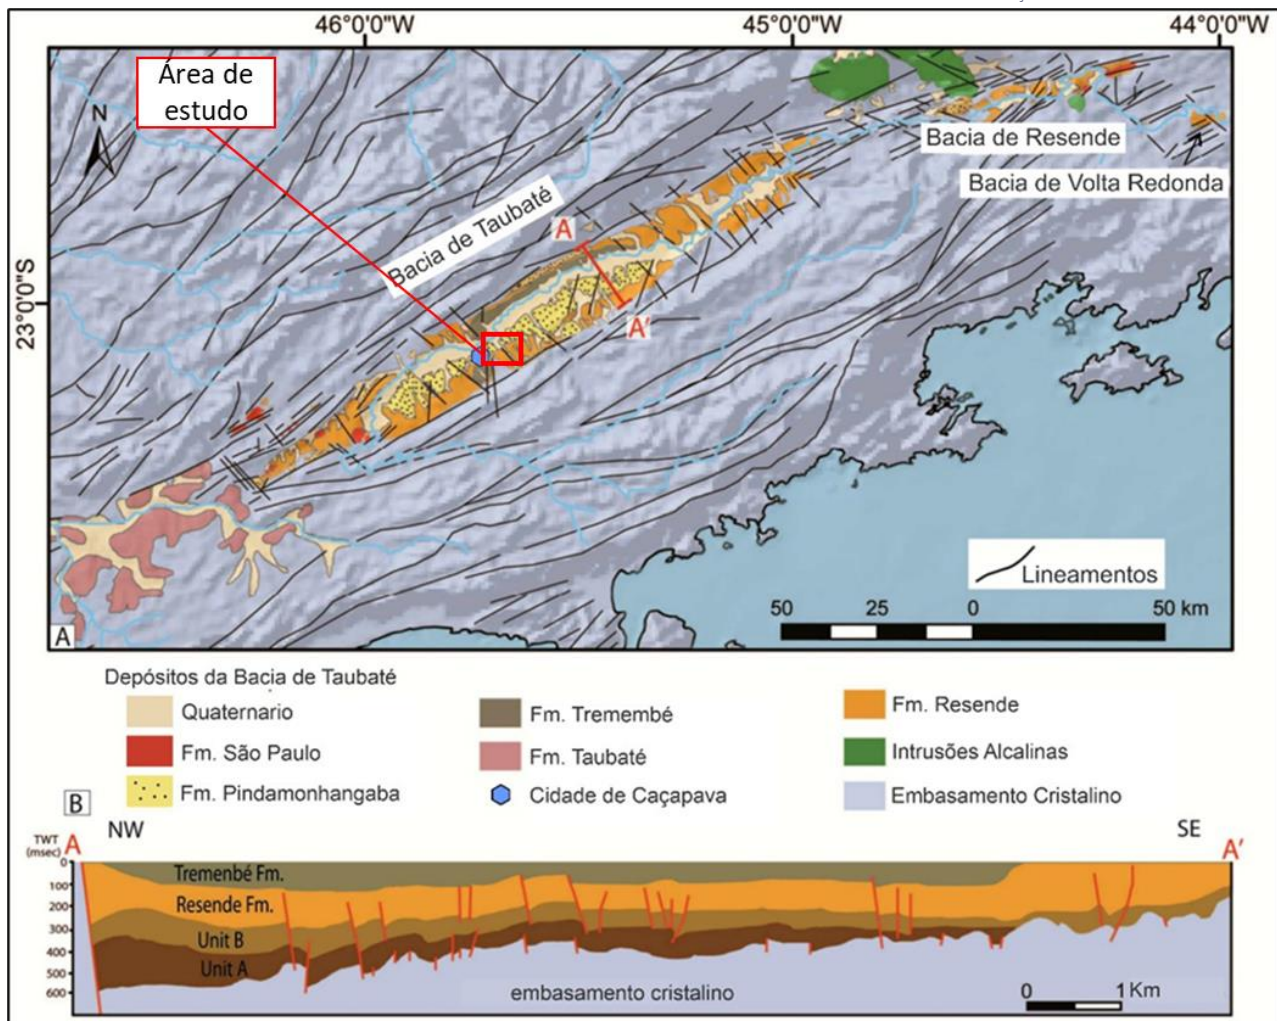 46°0'0"W
45°0'0"W
44°0'0"W
Área de
estudo
N
Bacia de Resende
Bacia de Volta Redonda
Bacia de Taubaté
A
A'
23°0'0"S
Lineamentos
50 25 0 50 km
A
Depósitos da Bacia de Taubaté
Quaternario
Fm. Tremembé
Fm. Resende
Fm. São Paulo
Fm. Taubaté
Intrusões Alcalinas
Fm. Pindamonhangaba
Cidade de Caçapava
Embasamento Cristalino
B
NW
SE
TWT
(msec)
A
A'
0
100
200
300
400
500
600
Tremenbé Fm.
Resende Fm.
Unit B
Unit A
embasamento cristalino
0 1 Km